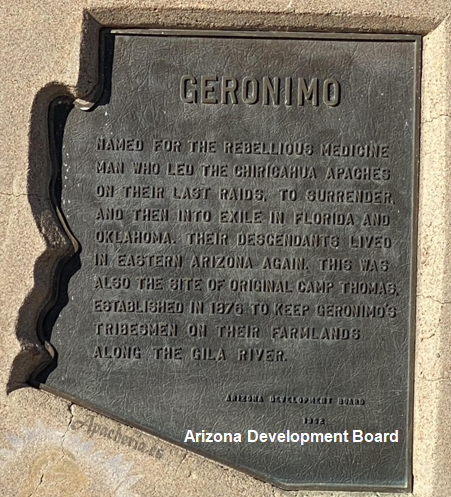 GERONIMO
NAMED FOR THE REBELLIOUS MEDICINE
MAN WHO LED THE CHIRICAHUA APACHES
ON THEIR LAST RAIDS, TO SURRENDER,
AND THEN INTO EXILE IN FLORIDA AND
OKLAHOMA. THEIR DESCENDANTS LIVED
IN EASTERN ARIZONA AGAIN. THIS WAS
ALSO THE SITE OF ORIGINAL CAMP THOMAS,
ESTABLISHED IN 1876 TO KEEP GERONIMO'S
TRIBESMEN ON THEIR FARMLANDS
ALONG THE GILA RIVER.
ARIZONA DEVELOPMENT BOARD
Apacheria.es
Arizona Development Board